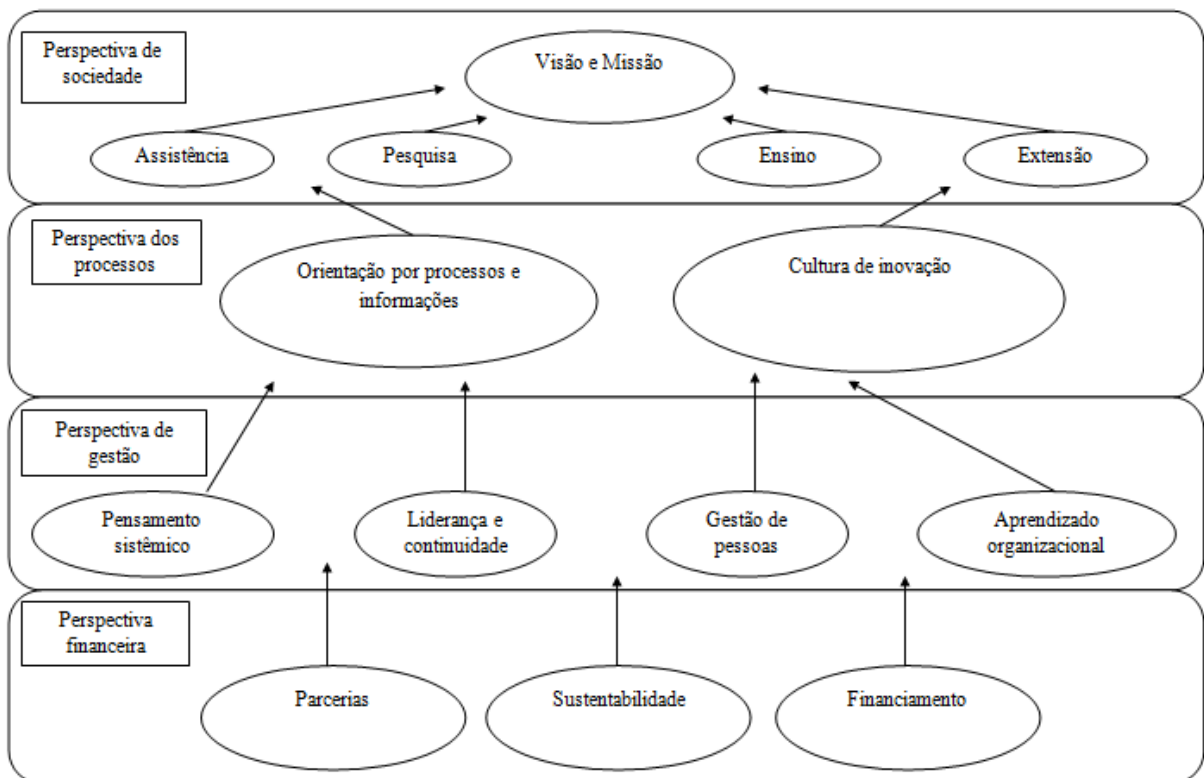 Perspectiva de
sociedade
Visão e Missão
Assistência
Pesquisa
Ensino
Extensão
Perspectiva dos
processos
Orientação por processos e
informações
Cultura de inovação
Perspectiva de
gestão
Pensamento
sistêmico
Liderança e
continuidade
Gestão de
pessoas
Aprendizado
organizacional
Perspectiva
financeira
Parcerias
Sustentabilidade
Financiamento